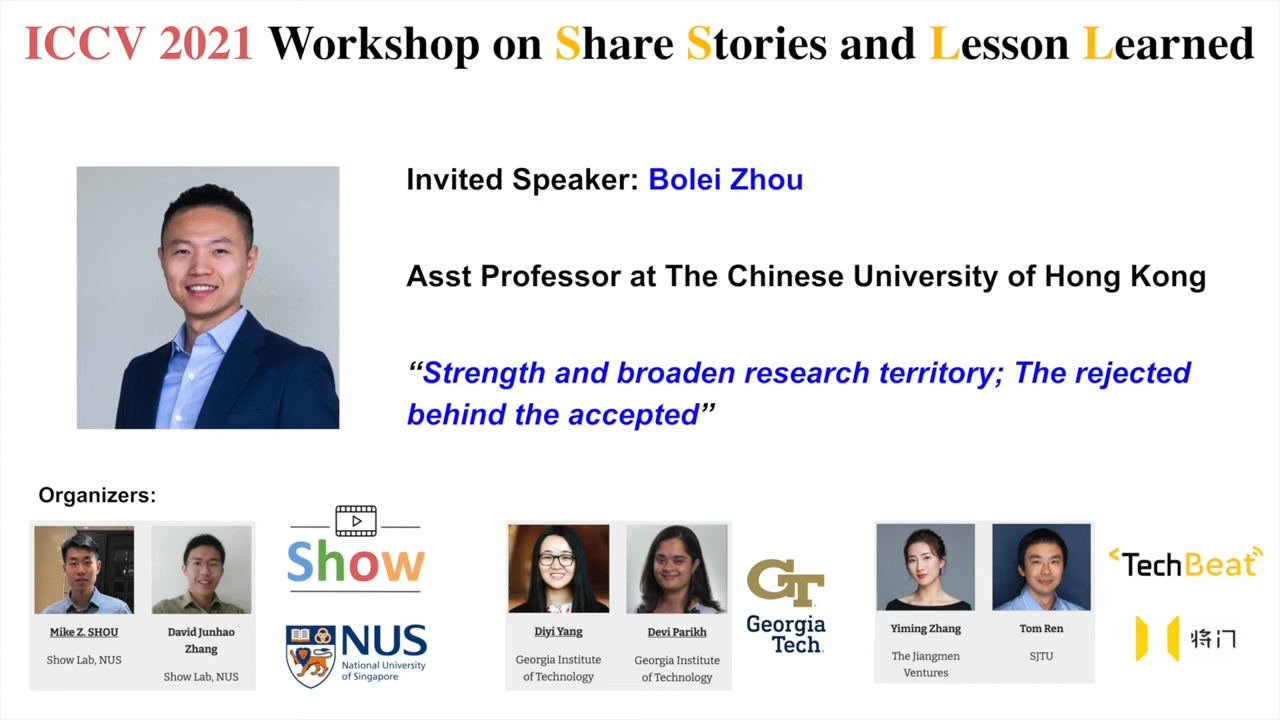 ICCV 2021 Workshop on Share Stories and Lesson Learned
Invited Speaker: Bolei Zhou
Asst Professor at The Chinese University of Hong Kong
“Strength and broaden research territory; The rejected
behind the accepted”
Organizers:
Mike Z. SHOU
Show Lab, NUS
David Junhao
Zhang
Show Lab, NUS
Show
NUS
National University
of Singapore
Diyi Yang
Georgia Institute
of Technology
Devi Parikh
Georgia Institute
of Technology
GT
Georgia
Tech.
Yiming Zhang
The Jiangmen
Ventures
Tom Ren
SJTU
TechBeat
将门